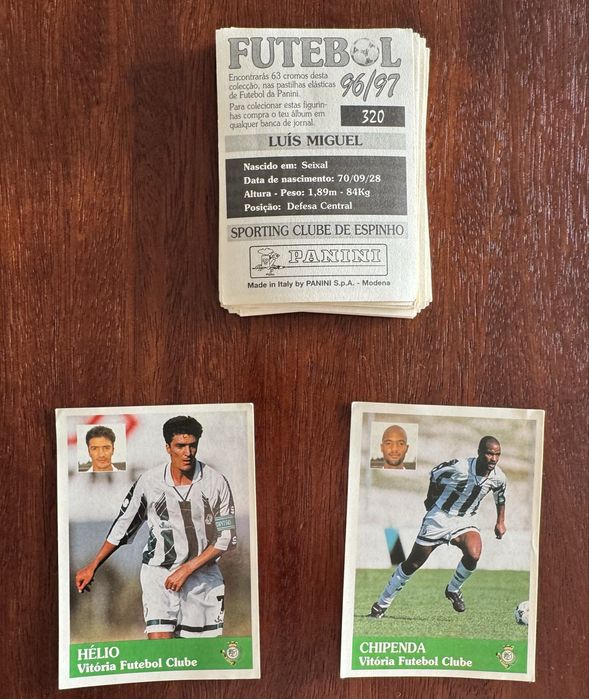 FUTEBOL
96/97
Encontrarás 63 cromos desta
colecção, nas pastilhas elásticas
de Futebol da Panini.
Para colecionar estas figurin-
has compra o teu álbum em
qualquer banca de jornal.
320
LUÍS MIGUEL
Nascido em: Seixal
Data de nascimento: 70/09/28
Altura - Peso: 1,89m - 84Kg
Posição: Defesa Central
SPORTING CLUBE DE ESPINHO
PANINI
Made in Italy by PANINI S.p.A. - Modena
HÉLIO
Vitória Futebol Clube
CHIPENDA
Vitória Futebol Clube